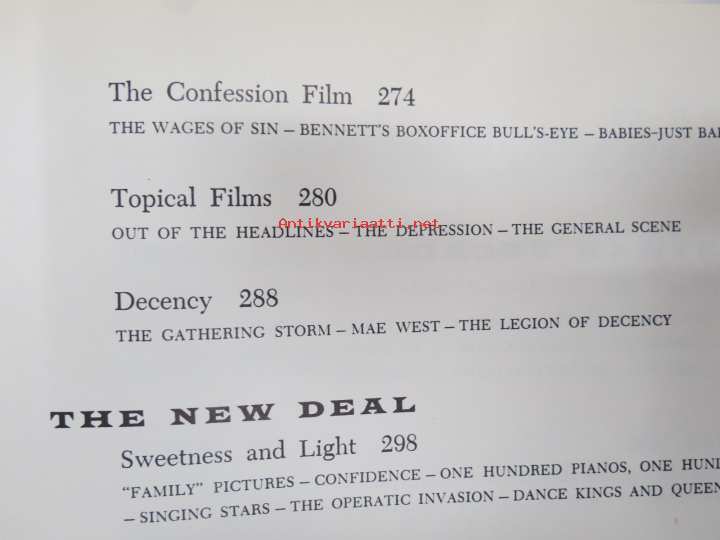 The Confession Film 274
THE WAGES OF SIN – BENNETT'S BOXOFFICE BULL'S-EYE – BABIES–JUST
Topical Films 280
Antikvariaatti.net
OUT OF THE HEADLINES – THE DEPRESSION – THE GENERAL SCENE
Decency 288
THE GATHERING STORM – MAE WEST – THE LEGION OF DECENCY
THE NEW DEAL
Sweetness and Light 298
"FAMILY" PICTURES – CONFIDENCE – ONE HUNDRED PIANOS, ONE
– SINGING STARS – THE OPERATIC INVASION – DANCE KINGS AND